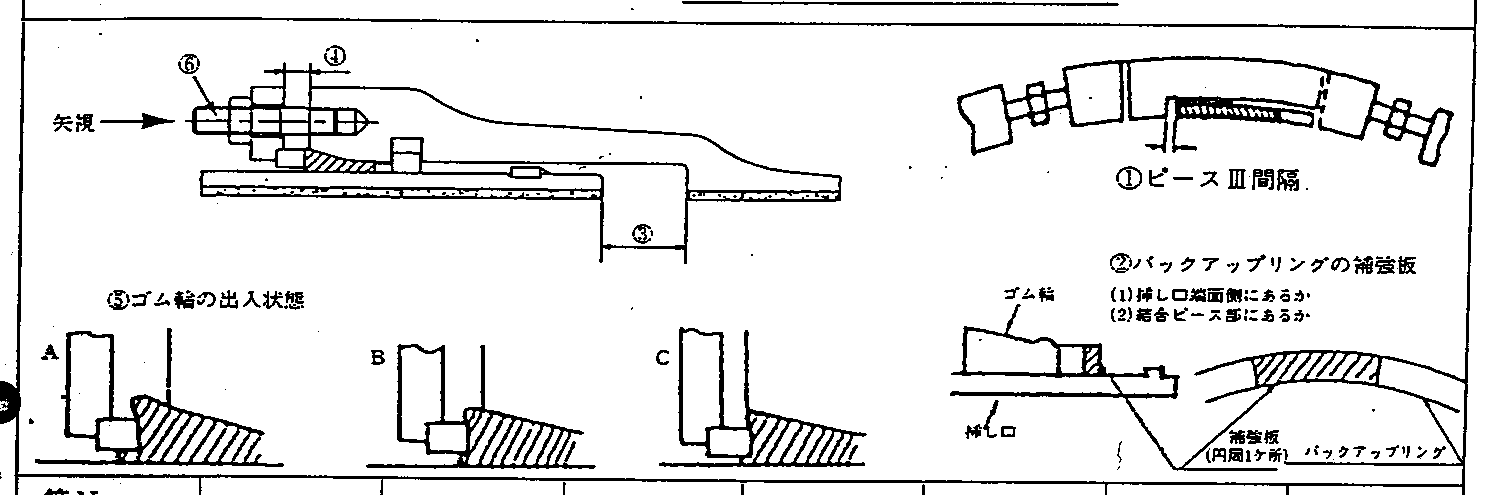 ④
⑥
矢視
③
①ピースⅢ間隔
②バックアップリングの補強板
(1)挿し口端面側にあるか
(2)結合ピース部にあるか
ゴム輪
挿し口
補強板
(円周1ケ所)
バックアップリング
⑤ゴム輪の出入状態
A
B
C